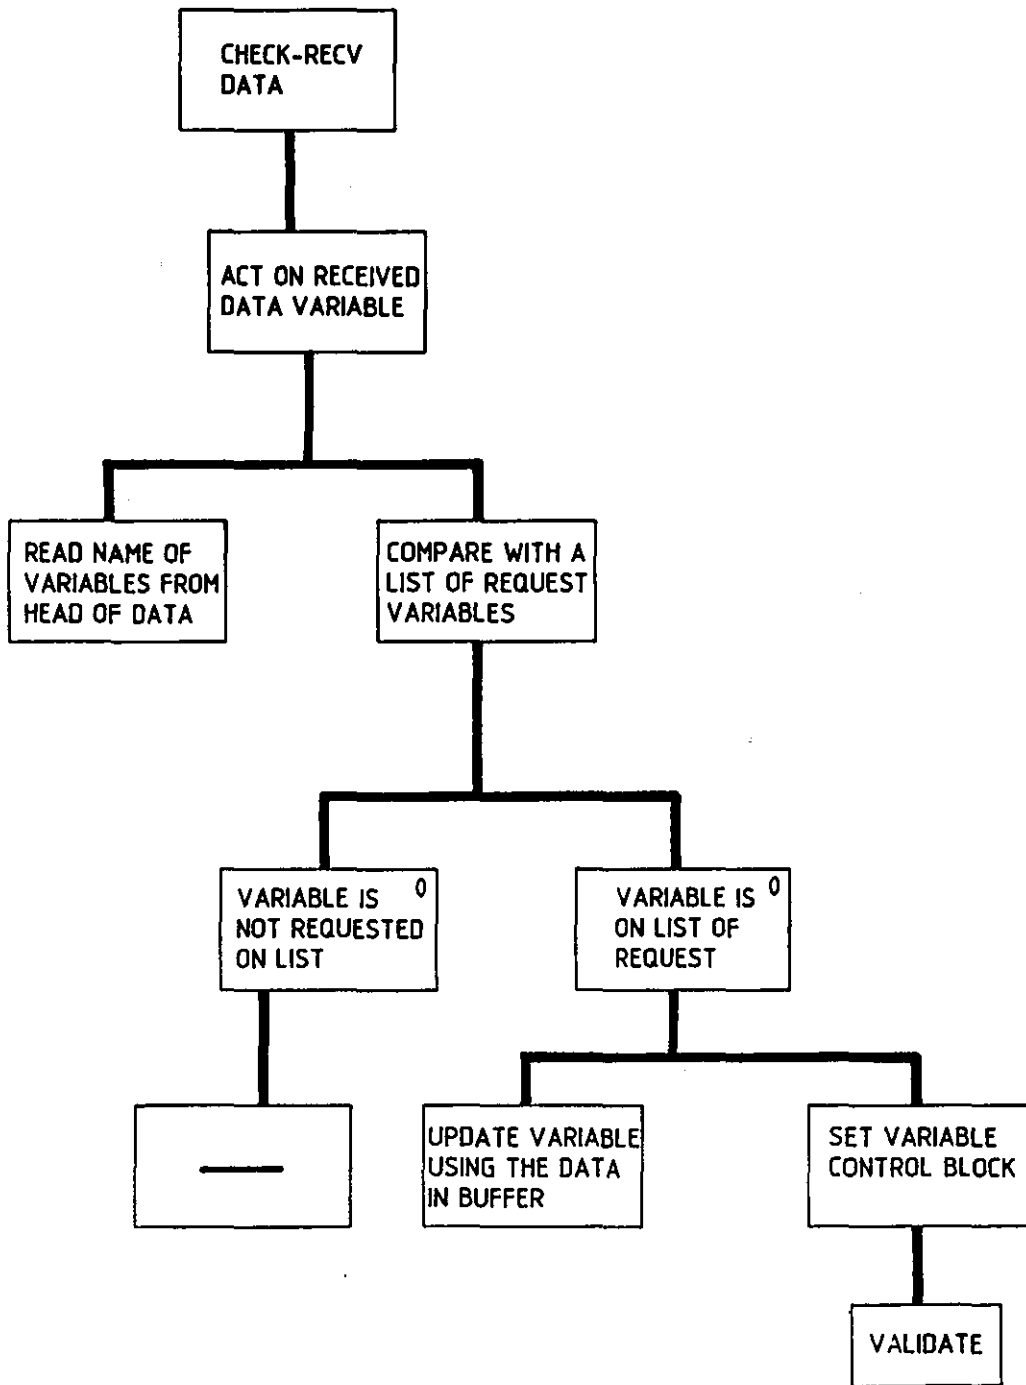 CHECK-RECV
DATA
ACT ON RECEIVED
DATA VARIABLE
READ NAME OF
VARIABLES FROM
HEAD OF DATA
COMPARE WITH A
LIST OF REQUEST
VARIABLES
VARIABLE IS 0
NOT REQUESTED
ON LIST
VARIABLE IS 0
ON LIST OF
REQUEST
UPDATE VARIABLE
USING THE DATA
IN BUFFER
SET VARIABLE
CONTROL BLOCK
VALIDATE